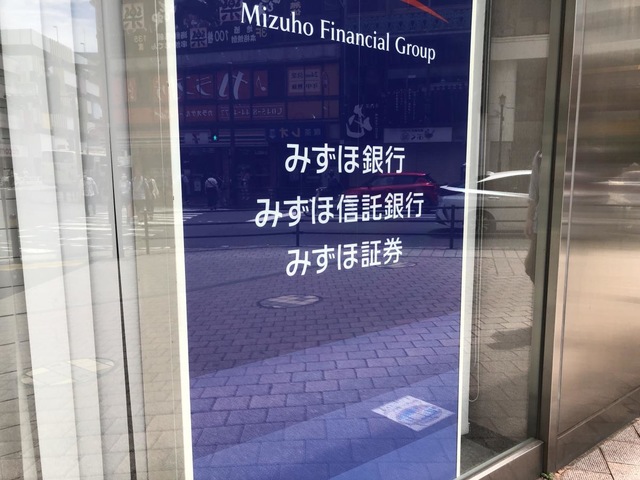 Mizuho Financial Group
みずほ銀行
みずほ信託銀行
みずほ証券